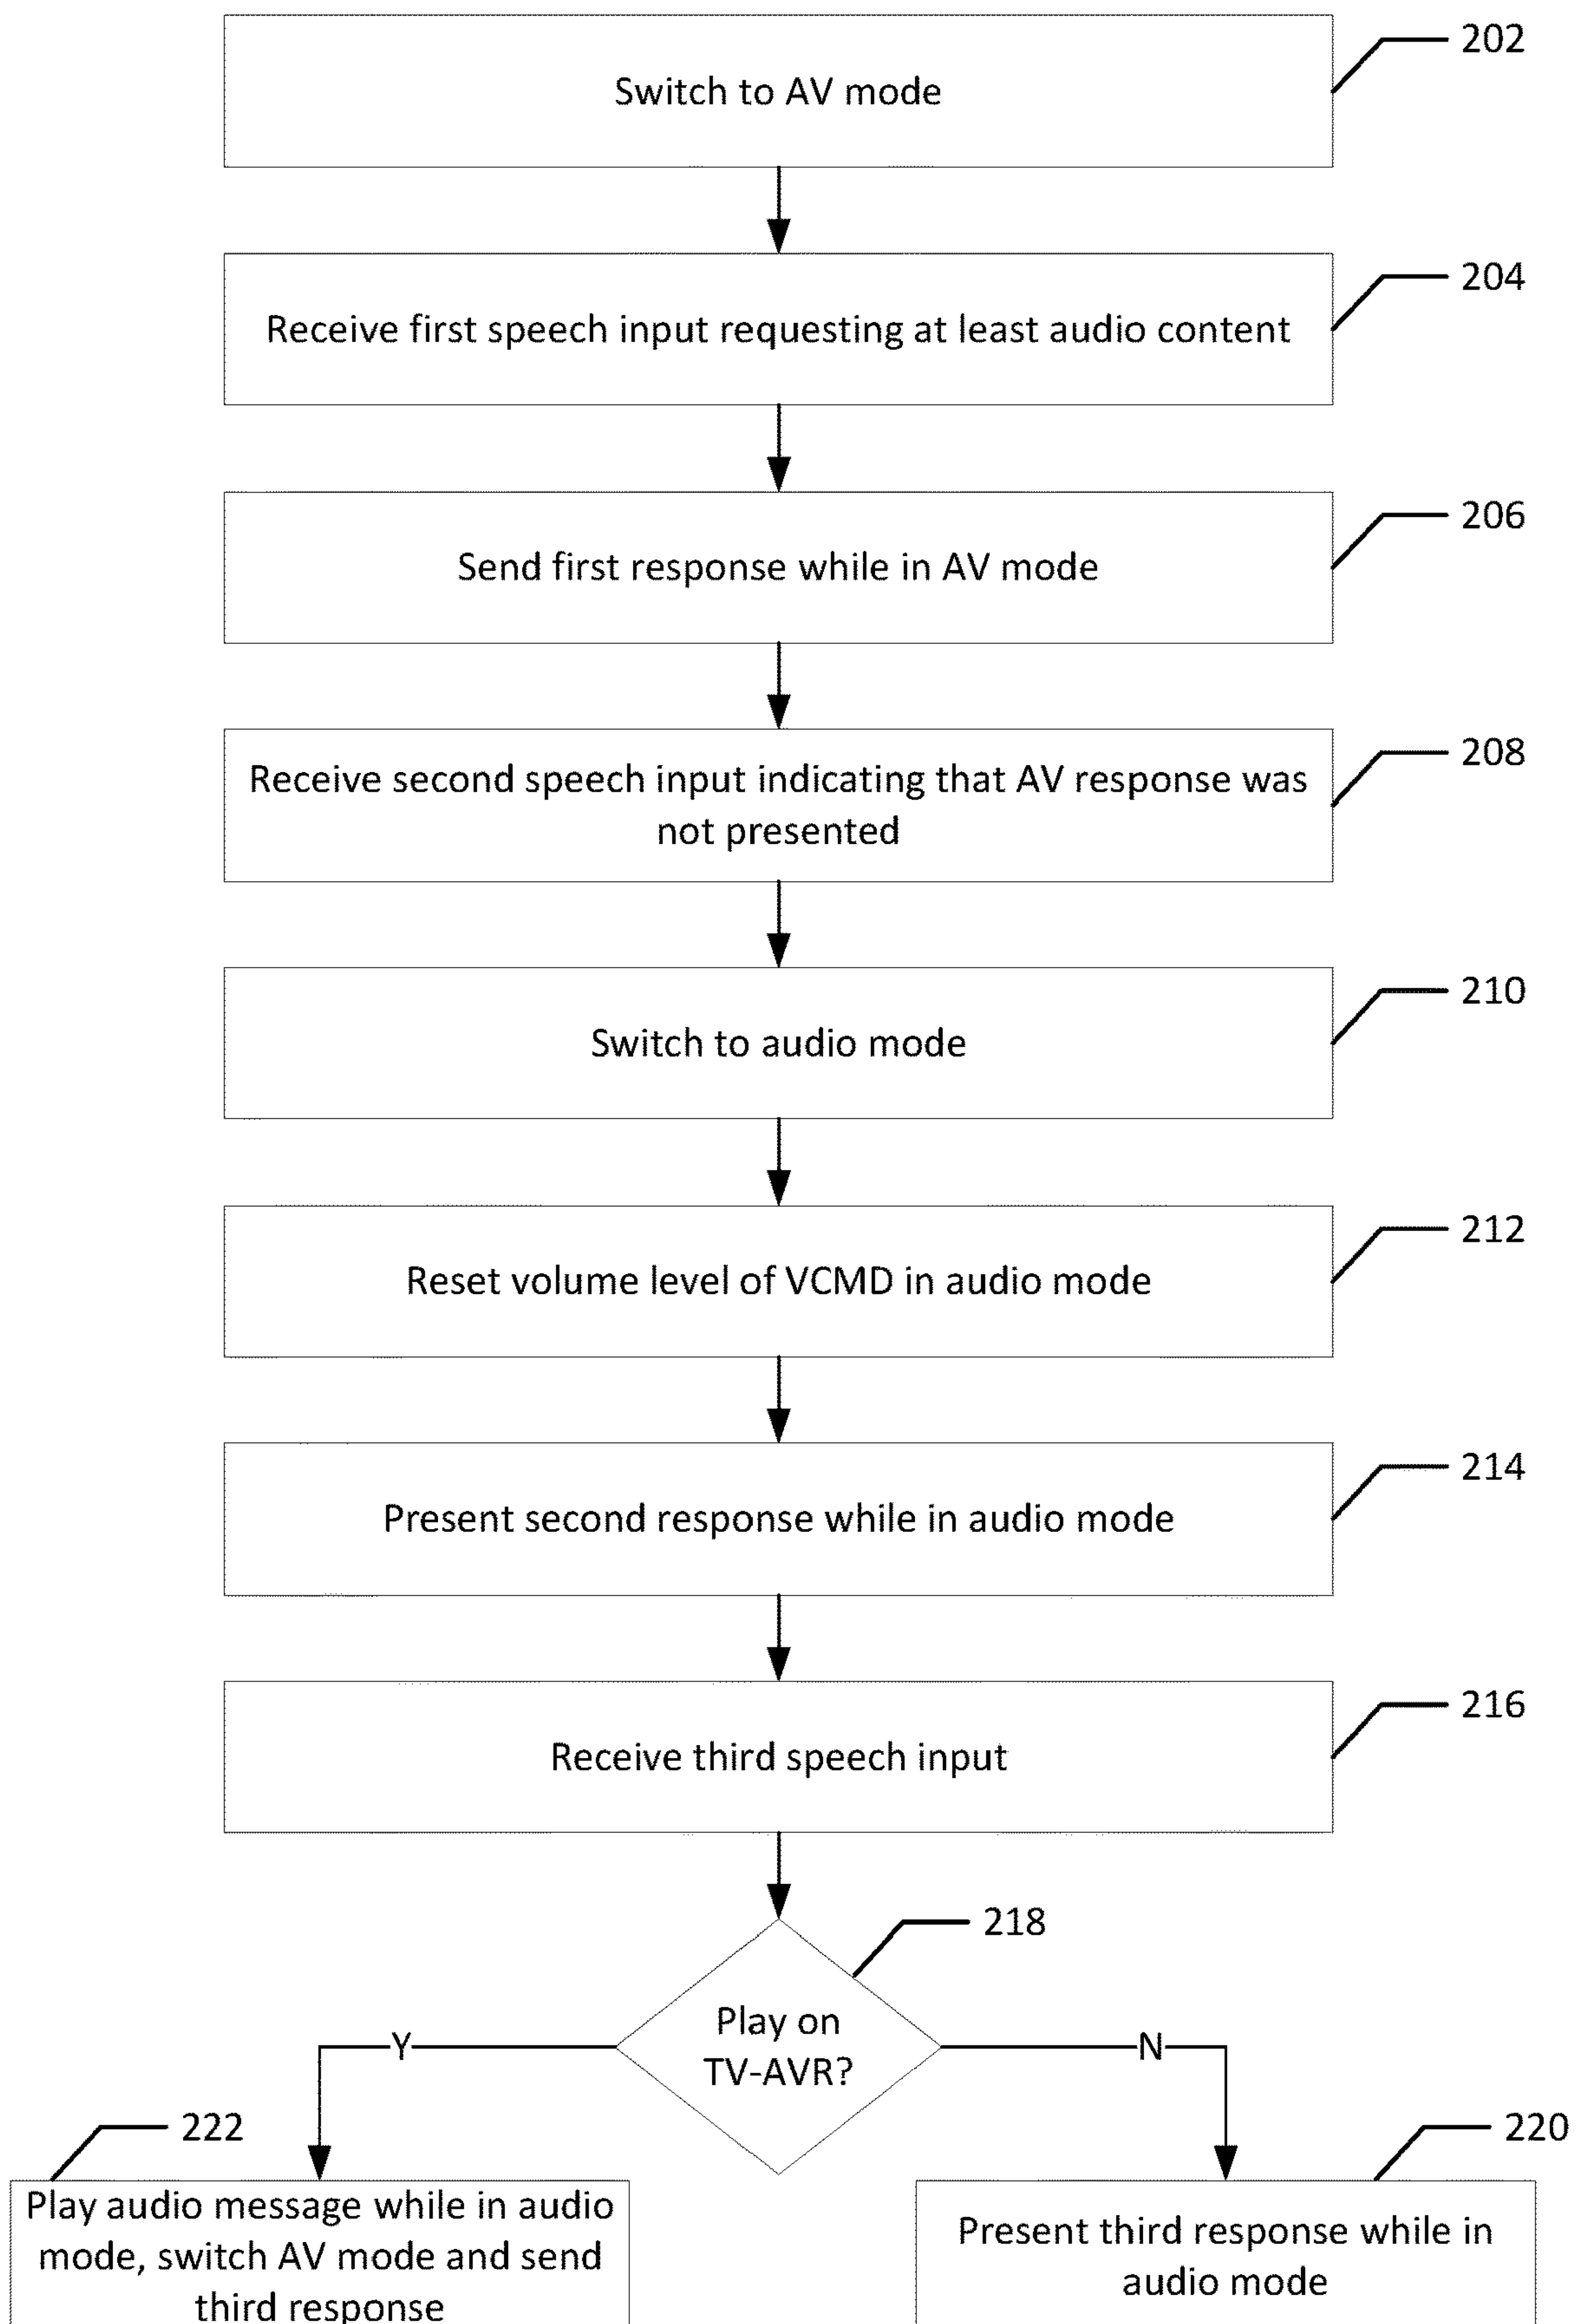 202
Switch to AV mode
204
Receive first speech input requesting at least audio content
206
Send first response while in AV mode
208
Receive second speech input indicating that AV response was
not presented
210
Switch to audio mode
212
Reset volume level of VCMD in audio mode
214
Present second response while in audio mode
216
Receive third speech input
218
Play on
TV-AVR?
Y
N
222
Play audio message while in audio
mode, switch AV mode and send
third response
220
Present third response while in
audio mode